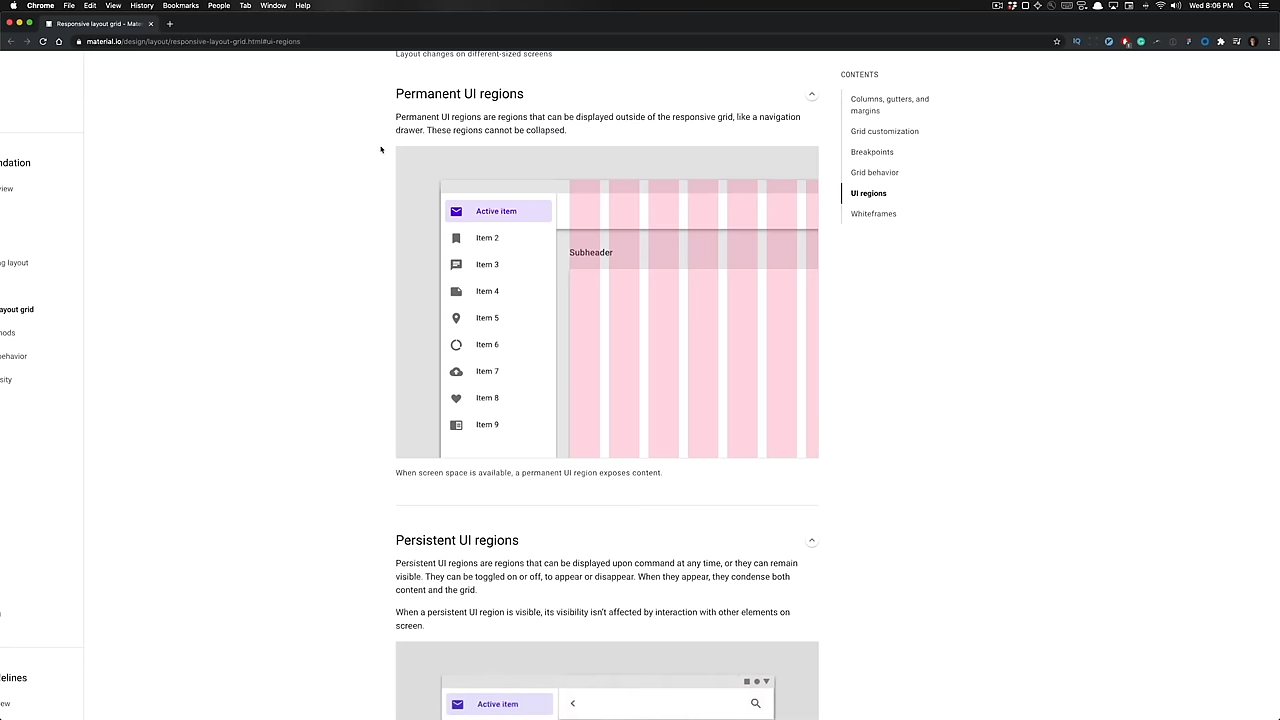 Chrome File Edit View History Bookmarks People Tab Window Help
Wed 8:06 PM
Responsive layout grid - Mate
material.io/design/layout/responsive-layout-grid.html#ui-regions
Layout changes on different-sized screens
Permanent UI regions
Permanent UI regions are regions that can be displayed outside of the responsive grid, like a navigation
drawer. These regions cannot be collapsed.
Active item
Item 2
Item 3
Item 4
Item 5
Item 6
Item 7
Item 8
Item 9
Subheader
When screen space is available, a permanent UI region exposes content.
Persistent UI regions
Persistent UI regions are regions that can be displayed upon command at any time, or they can remain
visible. They can be toggled on or off, to appear or disappear. When they appear, they condense both
content and the grid.
When a persistent UI region is visible, its visibility isn't affected by interaction with other elements on
screen.
Active item
CONTENTS
Columns, gutters, and
margins
Grid customization
Breakpoints
Grid behavior
UI regions
Whiteframes
ndation
view
ng layout
ayout grid
hods
behavior
sity
elines
ew